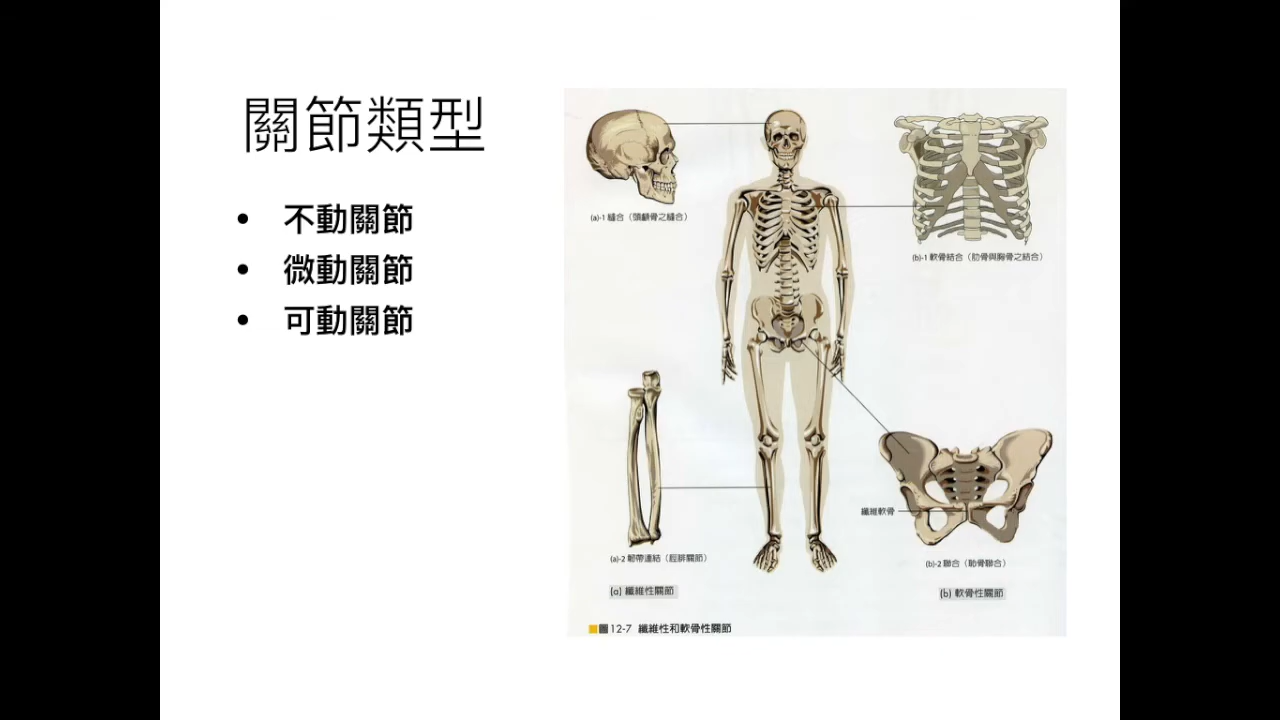 關節類型
• 不動關節
• 微動關節
• 可動關節
(a)-1 縫合（頭顱骨之縫合）
(b)-1 軟骨結合（肋骨與胸骨之結合）
纖維軟骨
(a)-2 韌帶連結（脛腓關節）
(b)-2 聯合（恥骨聯合）
(a) 纖維性關節
(b) 軟骨性關節
圖12-7 纖維性和軟骨性關節